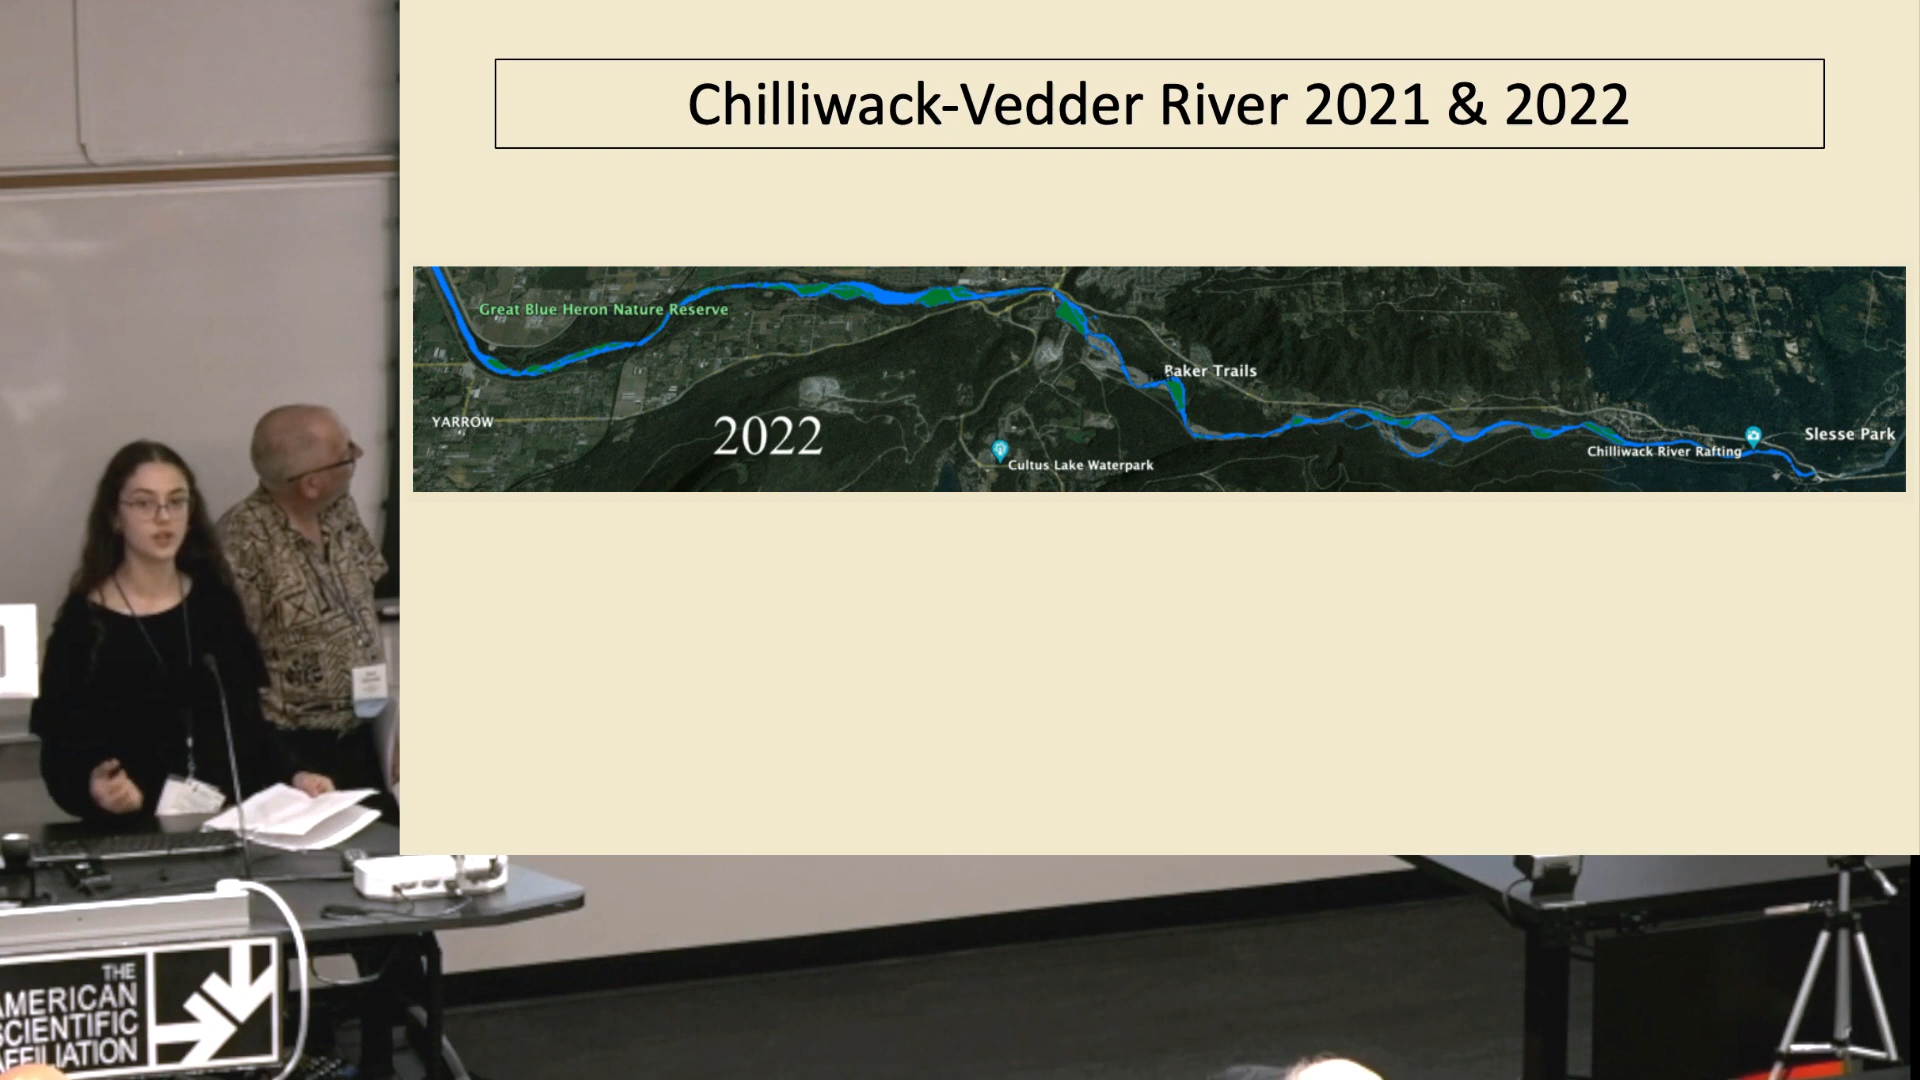 Chilliwack-Vedder River 2021 & 2022
Great Blue Heron Nature Reserve
Baker Trails
YARROW
2022
Cultus Lake Waterpark
Chilliwack River Rafting
Slesse Park
THE
AMERICAN
SCIENTIFIC
AFFILIATION